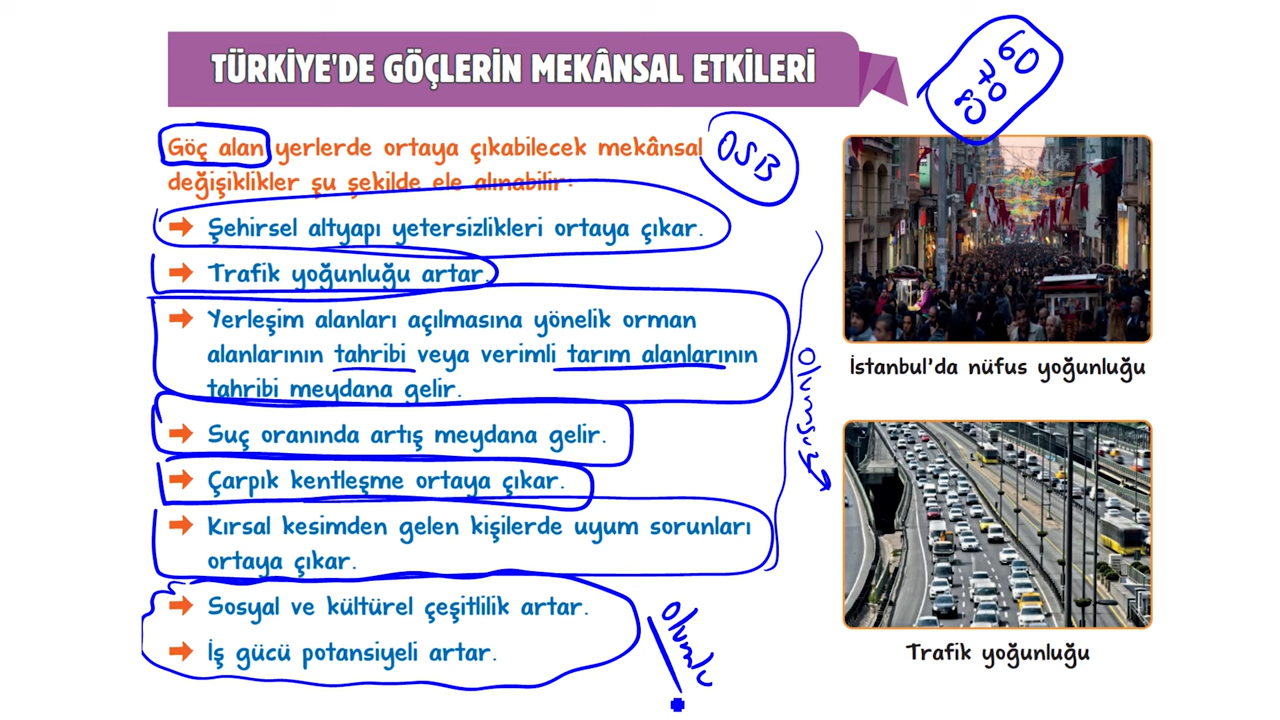 TÜRKİYE'DE GÖÇLERİN MEKÂNSAL ETKİLERİ
60
70
80
Göç alan yerlerde ortaya çıkabilecek mekânsal
değişiklikler şu şekilde ele alınabilir:
OSB
Şehirsel altyapı yetersizlikleri ortaya çıkar.
Trafik yoğunluğu artar.
Yerleşim alanları açılmasına yönelik orman
alanlarının tahribi veya verimli tarım alanlarının
tahribi meydana gelir.
Suç oranında artış meydana gelir.
Çarpık kentleşme ortaya çıkar.
Kırsal kesimden gelen kişilerde uyum sorunları
ortaya çıkar.
Sosyal ve kültürel çeşitlilik artar.
İş gücü potansiyeli artar.
olumsuz
olumlu
İstanbul'da nüfus yoğunluğu
Trafik yoğunluğu